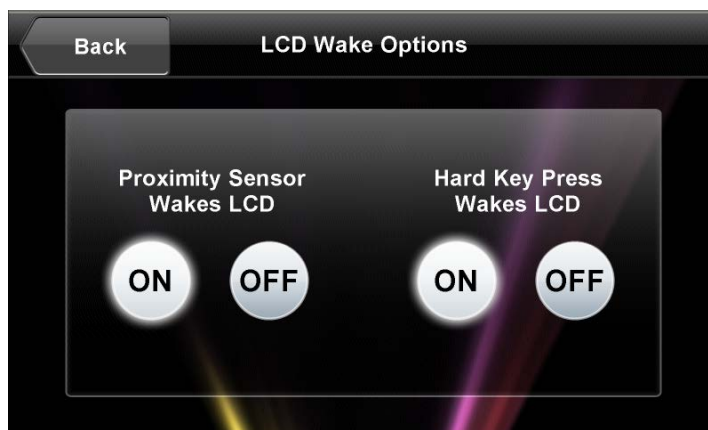 Back
LCD Wake Options
Proximity Sensor
Wakes LCD
ON
OFF
Hard Key Press
Wakes LCD
ON
OFF